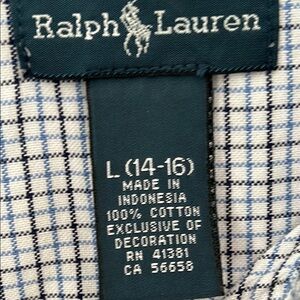 Ralph Lauren
L (14-16)
MADE IN
INDONESIA
100% COTTON
EXCLUSIVE OF
DECORATION
RN 41381
CA 56658